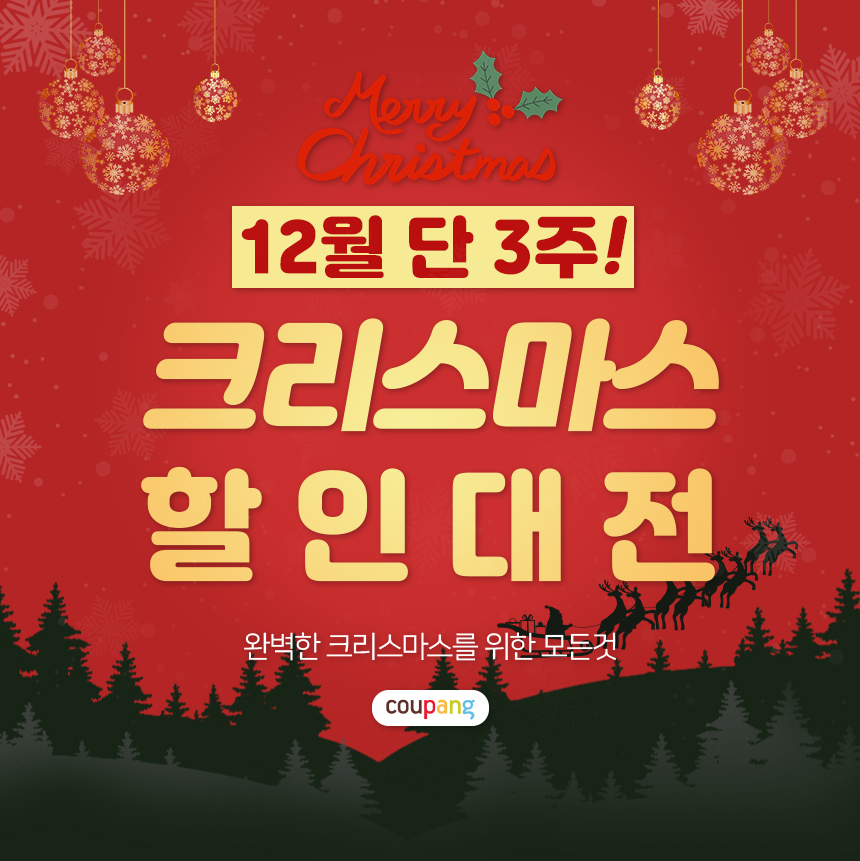 Merry
Christmas
12월 단 3주!
크리스마스
할인대전
완벽한 크리스마스를 위한 모든것
coupang